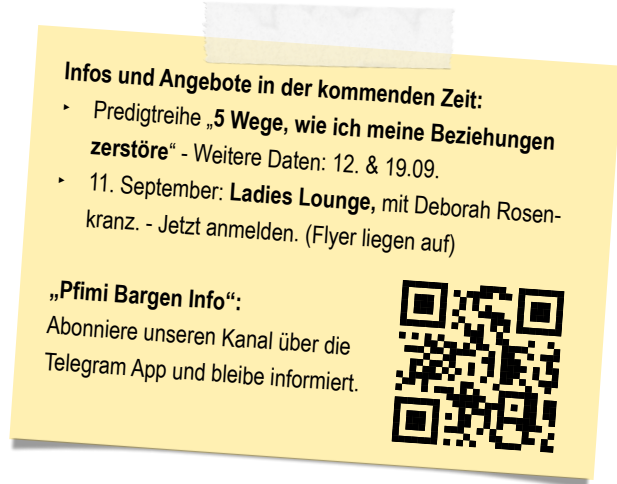 Infos und Angebote in der kommenden Zeit:
‣ Predigtreihe „5 Wege, wie ich meine Beziehungen
zerstöre“ - Weitere Daten: 12. & 19.09.
‣ 11. September: Ladies Lounge, mit Deborah Rosen-
kranz. - Jetzt anmelden. (Flyer liegen auf)
„Pfimi Bargen Info“:
Abonniere unseren Kanal über die
Telegram App und bleibe informiert.